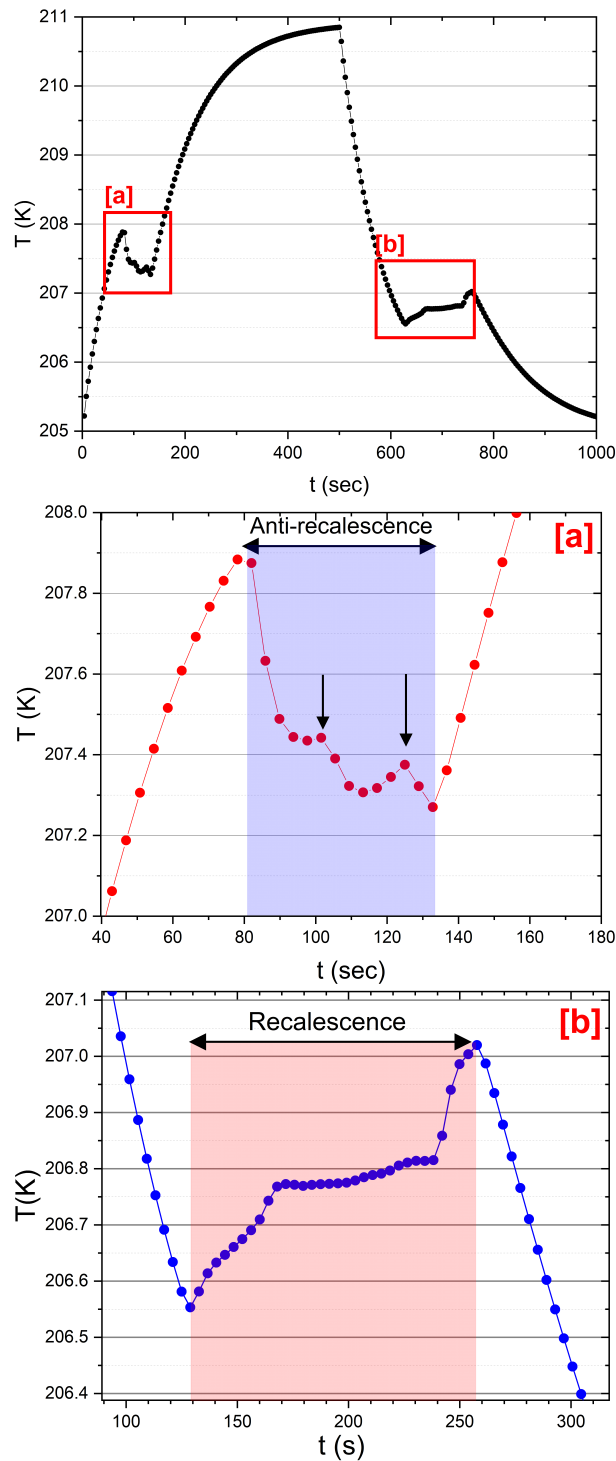 211
210
209
208
207
206
205
T (K)
[a]
[b]
0 200 400 600 800 1000
t (sec)
208.0
207.8
207.6
207.4
207.2
207.0
T (K)
Anti-recalescence
[a]
40 60 80 100 120 140 160 180
t (sec)
207.1
207.0
206.9
206.8
206.7
206.6
206.5
206.4
T(K)
Recalescence
[b]
100 150 200 250 300
t (s)